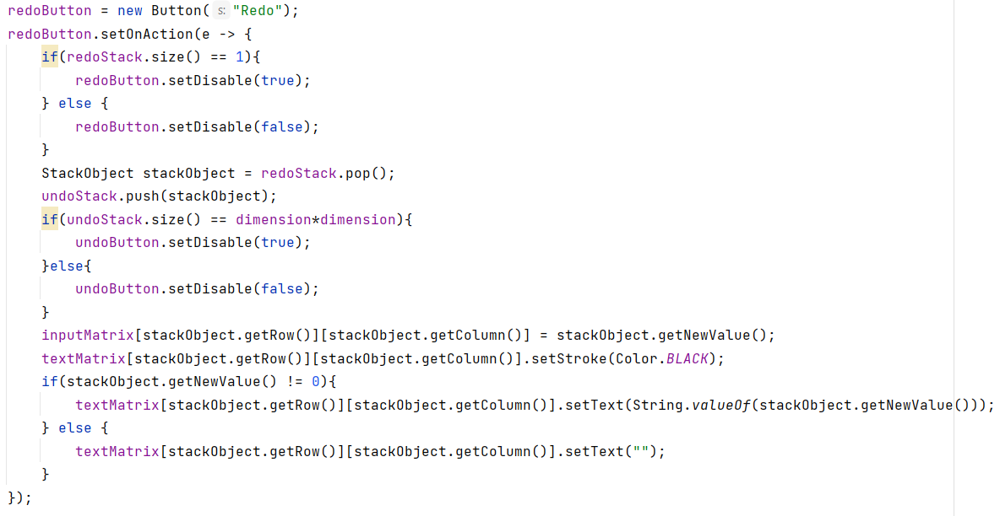 redoButton = new Button( s: "Redo");
redoButton.setOnAction(e -> {
    if(redoStack.size() == 1){
        redoButton.setDisable(true);
    } else {
        redoButton.setDisable(false);
    }
    StackObject stackObject = redoStack.pop();
    undoStack.push(stackObject);
    if(undoStack.size() == dimension*dimension){
        undoButton.setDisable(true);
    }else{
        undoButton.setDisable(false);
    }
    inputMatrix[stackObject.getRow()][stackObject.getColumn()] = stackObject.getNewValue();
    textMatrix[stackObject.getRow()][stackObject.getColumn()].setStroke(Color.BLACK);
    if(stackObject.getNewValue() != 0){
        textMatrix[stackObject.getRow()][stackObject.getColumn()].setText(String.valueOf(stackObject.getNewValue()));
    } else {
        textMatrix[stackObject.getRow()][stackObject.getColumn()].setText("");
    }
});